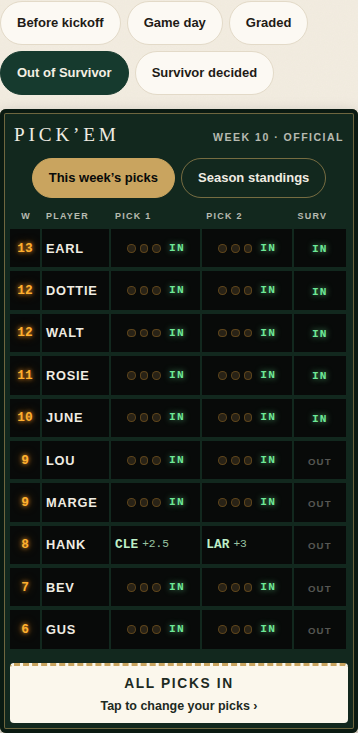 Before kickoff Game day Graded
Out of Survivor Survivor decided
PICK'EM WEEK 10 · OFFICIAL
This week's picks Season standings
W PLAYER PICK 1 PICK 2 SURV
13 EARL IN IN IN
12 DOTTIE IN IN IN
12 WALT IN IN IN
11 ROSIE IN IN IN
10 JUNE IN IN IN
9 LOU IN IN OUT
9 MARGE IN IN OUT
8 HANK CLE +2.5 LAR +3 OUT
7 BEV IN IN OUT
6 GUS IN IN OUT
ALL PICKS IN
Tap to change your picks ›